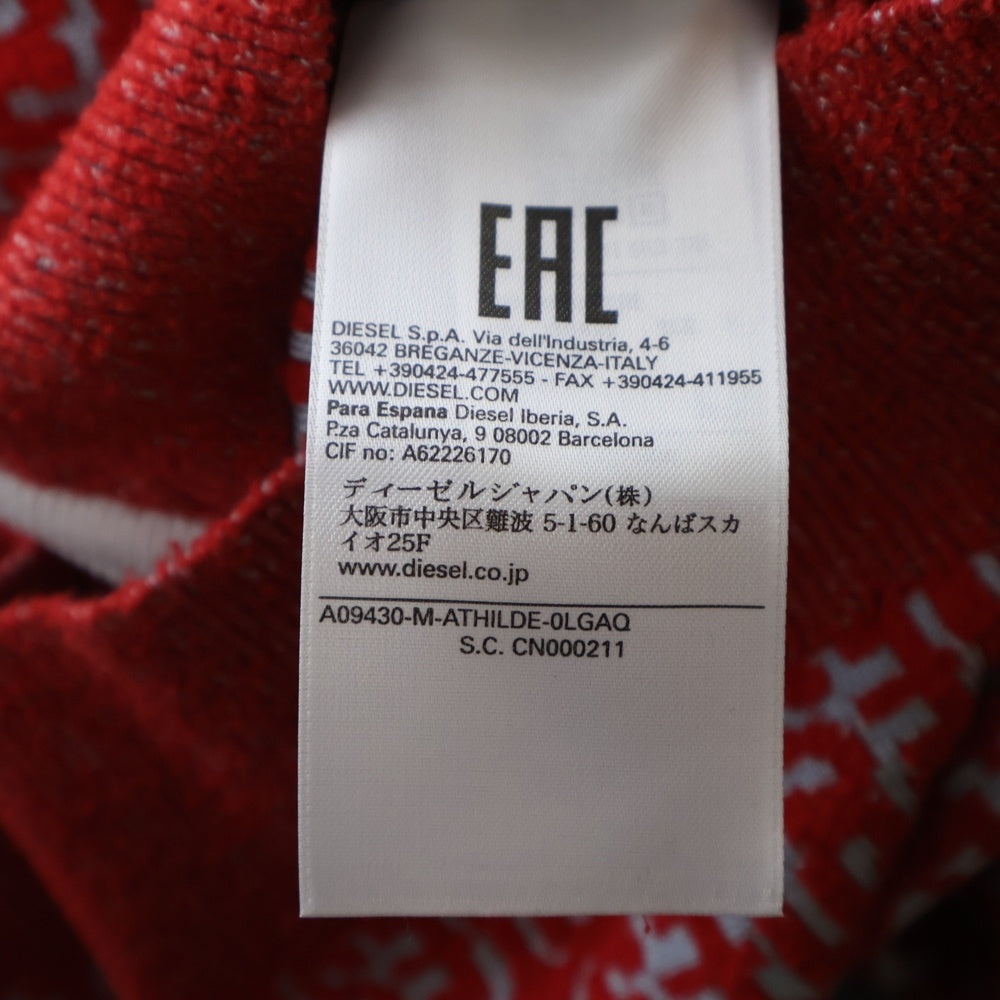 EAC
DIESEL S.p.A. Via dell'Industria, 4-6
36042 BREGANZE-VICENZA-ITALY
TEL +390424-477555 - FAX +390424-411955
WWW.DIESEL.COM
Para Espana Diesel Iberia, S.A.
P.za Catalunya, 9 08002 Barcelona
CIF no: A62226170
ディーゼルジャパン(株)
大阪市中央区難波 5-1-60 なんばスカ
イオ25F
www.diesel.co.jp
A09430-M-ATHILDE-0LGAQ
S.C. CN000211